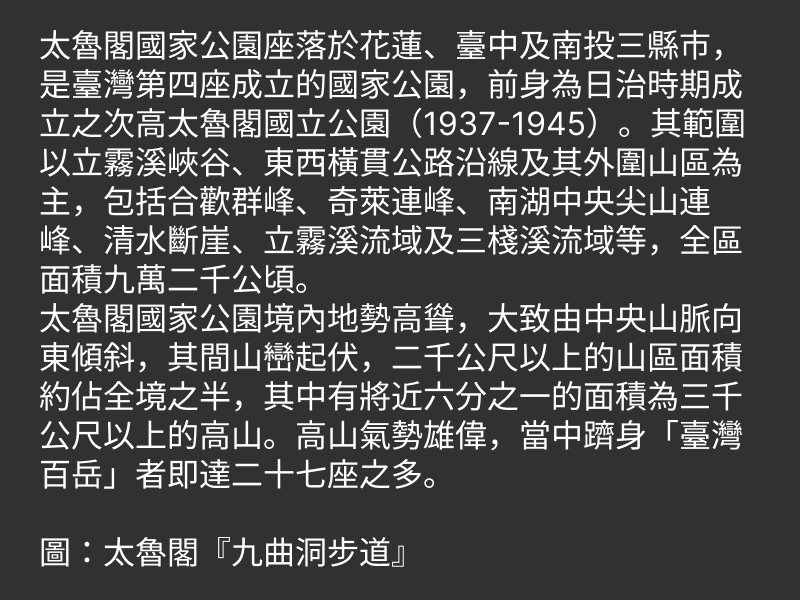 太魯閣國家公園座落於花蓮、臺中及南投三縣市，
是臺灣第四座成立的國家公園，前身為日治時期成
立之次高太魯閣國立公園（1937-1945）。其範圍
以立霧溪峽谷、東西橫貫公路沿線及其外圍山區為
主，包括合歡群峰、奇萊連峰、南湖中央尖山連
峰、清水斷崖、立霧溪流域及三棧溪流域等，全區
面積九萬二千公頃。
太魯閣國家公園境內地勢高聳，大致由中央山脈向
東傾斜，其間山巒起伏，二千公尺以上的山區面積
約佔全境之半，其中有將近六分之一的面積為三千
公尺以上的高山。高山氣勢雄偉，當中躋身「臺灣
百岳」者即達二十七座之多。
圖：太魯閣『九曲洞步道』